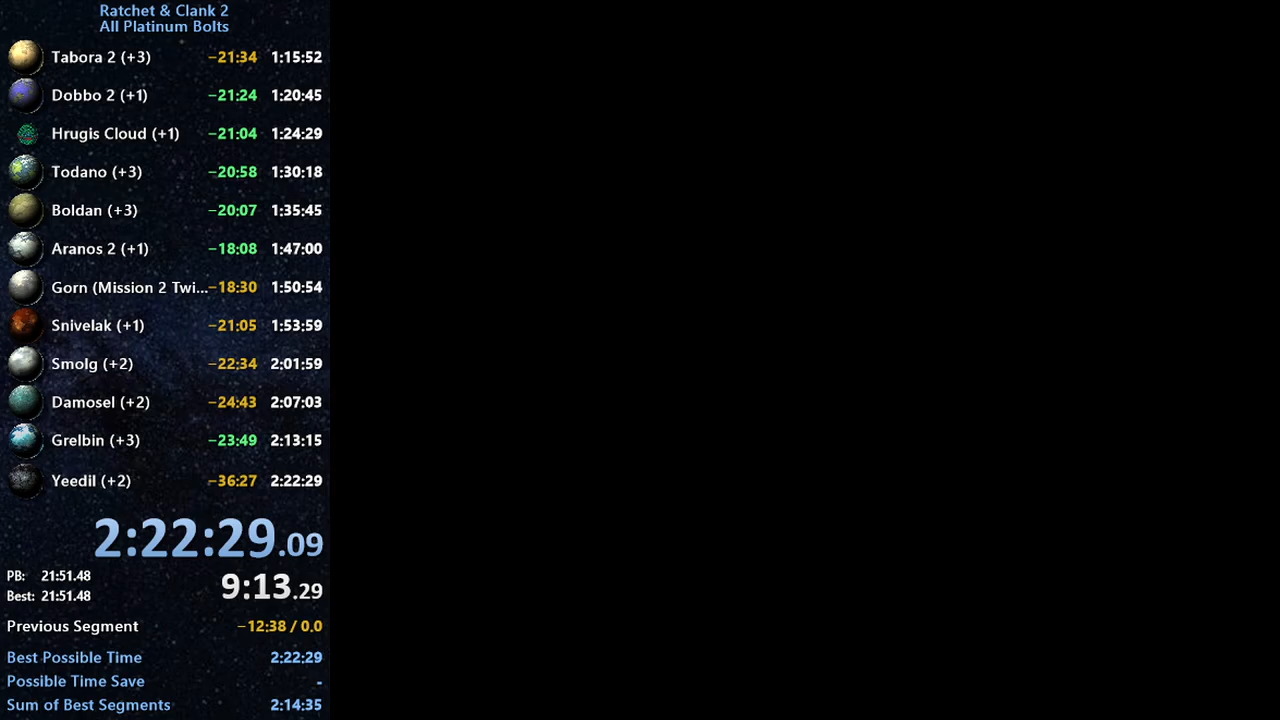 Ratchet & Clank 2
All Platinum Bolts
Tabora 2 (+3) −21:34 1:15:52
Dobbo 2 (+1) −21:24 1:20:45
Hrugis Cloud (+1) −21:04 1:24:29
Todano (+3) −20:58 1:30:18
Boldan (+3) −20:07 1:35:45
Aranos 2 (+1) −18:08 1:47:00
Gorn (Mission 2 Twi... −18:30 1:50:54
Snivelak (+1) −21:05 1:53:59
Smolg (+2) −22:34 2:01:59
Damosel (+2) −24:43 2:07:03
Grelbin (+3) −23:49 2:13:15
Yeedil (+2) −36:27 2:22:29
2:22:29.09
PB: 21:51.48
Best: 21:51.48
9:13.29
Previous Segment −12:38 / 0.0
Best Possible Time 2:22:29
Possible Time Save -
Sum of Best Segments 2:14:35